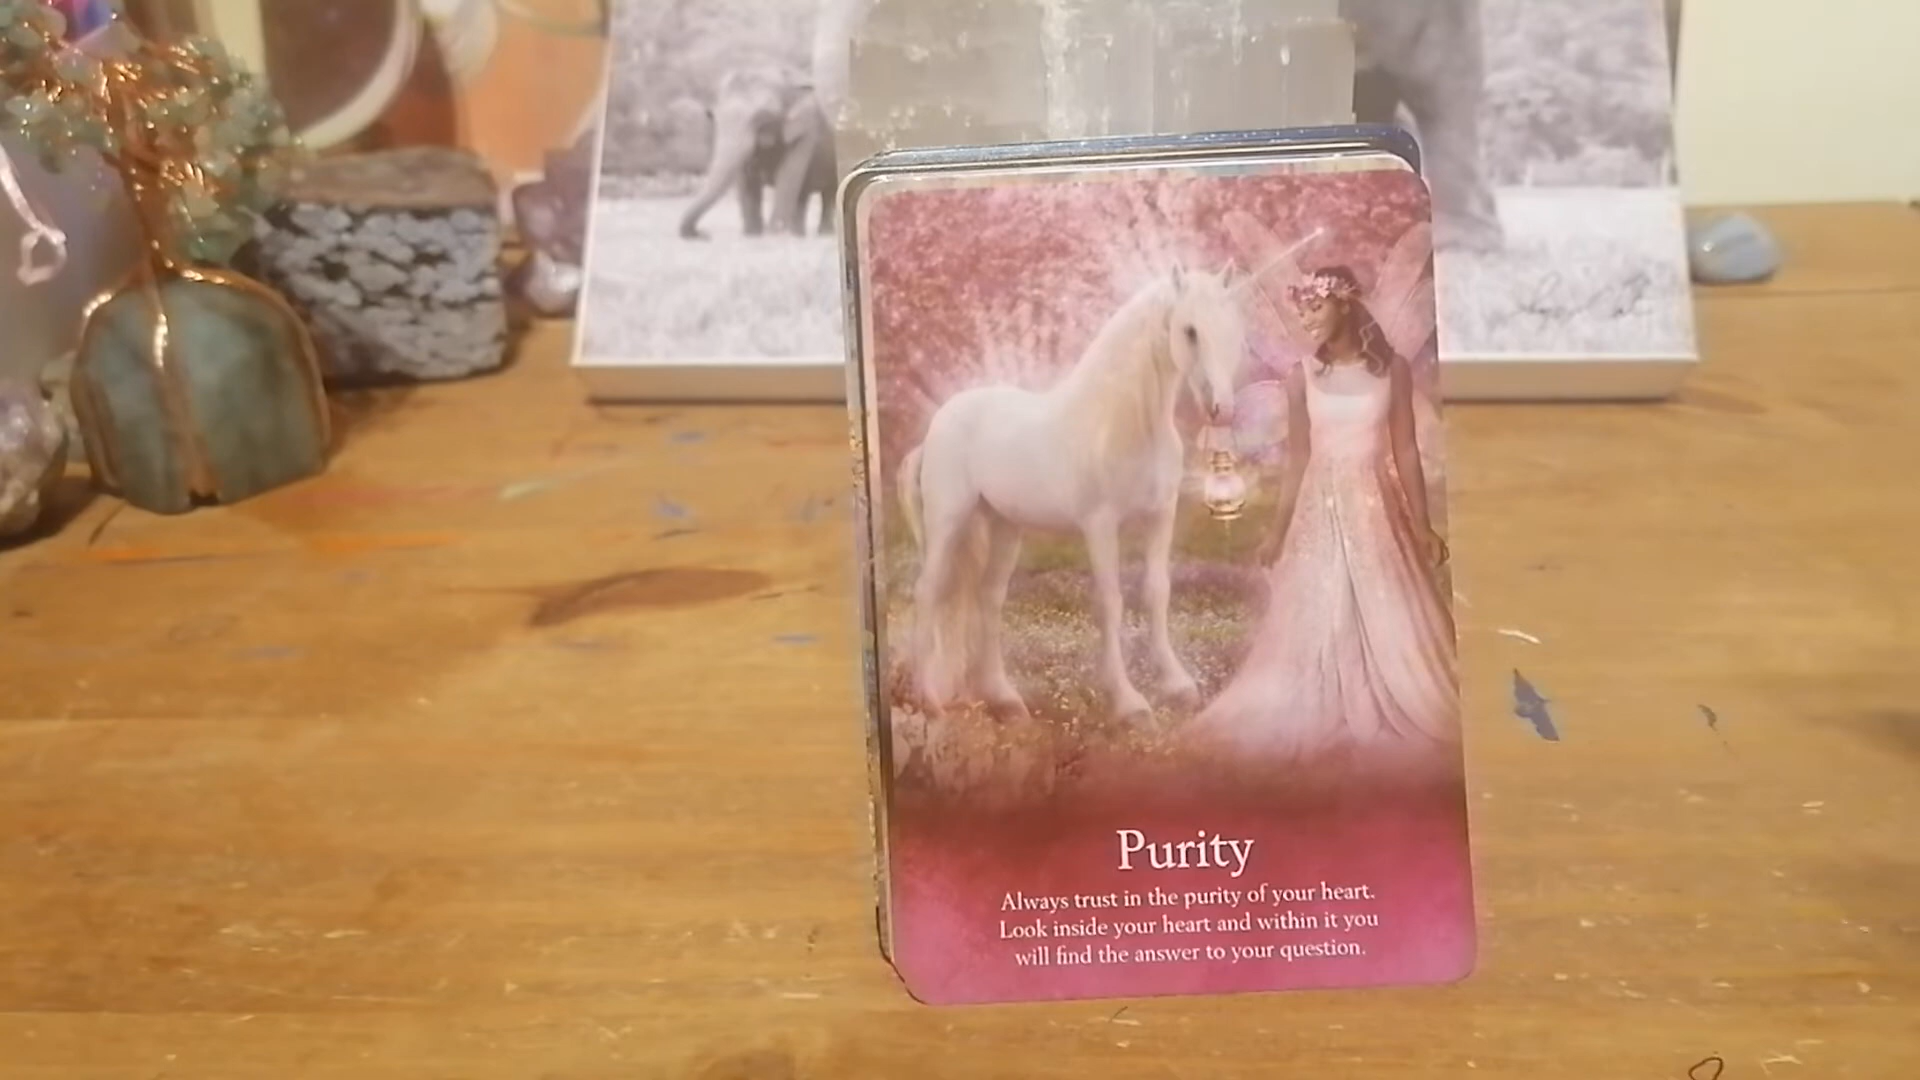 Purity
Always trust in the purity of your heart.
Look inside your heart and within it you
will find the answer to your question.